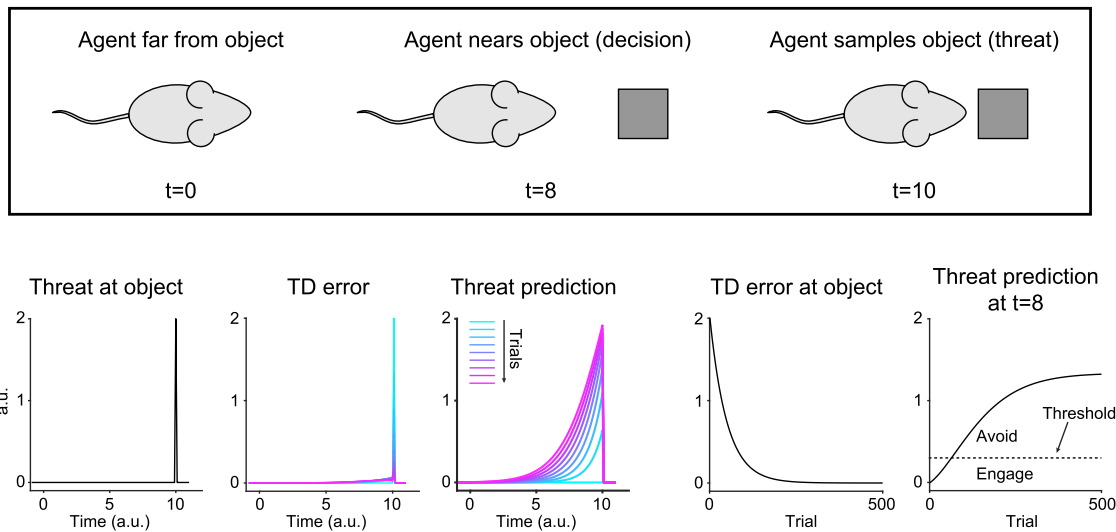 Agent far from object
Agent nears object (decision)
Agent samples object (threat)
t=0
t=8
t=10
Threat at object
2
1
0
a.u.
0
5
10
Time (a.u.)
TD error
2
1
0
0
5
10
Time (a.u.)
Threat prediction
2
1
0
Trials
0
5
10
Time (a.u.)
TD error at object
2
1
0
0
500
Trial
Threat prediction
at t=8
2
1
0
Threshold
Avoid
Engage
0
500
Trial